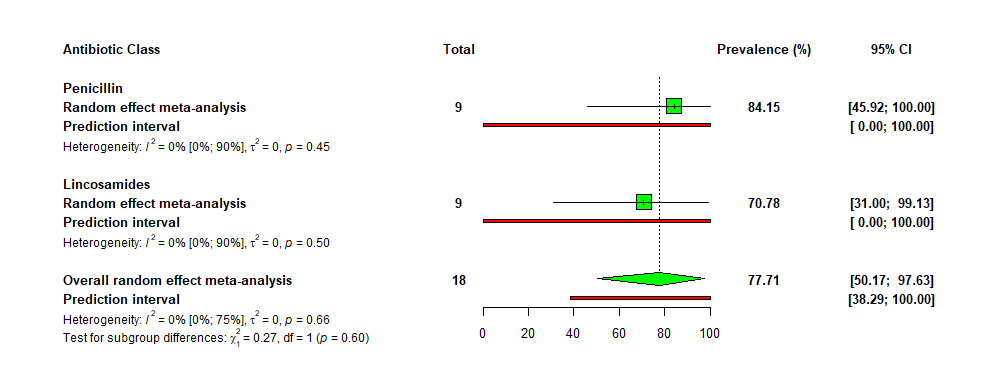 Antibiotic Class Total Prevalence (%) 95% CI
Penicillin
Random effect meta-analysis 9 84.15 [45.92; 100.00]
Prediction interval [ 0.00; 100.00]
Heterogeneity: I² = 0% [0%; 90%], τ² = 0, p = 0.45
Lincosamides
Random effect meta-analysis 9 70.78 [31.00; 99.13]
Prediction interval [ 0.00; 100.00]
Heterogeneity: I² = 0% [0%; 90%], τ² = 0, p = 0.50
Overall random effect meta-analysis 18 77.71 [50.17; 97.63]
Prediction interval [38.29; 100.00]
Heterogeneity: I² = 0% [0%; 75%], τ² = 0, p = 0.66
Test for subgroup differences: χ²₁ = 0.27, df = 1 (p = 0.60)
0 20 40 60 80 100